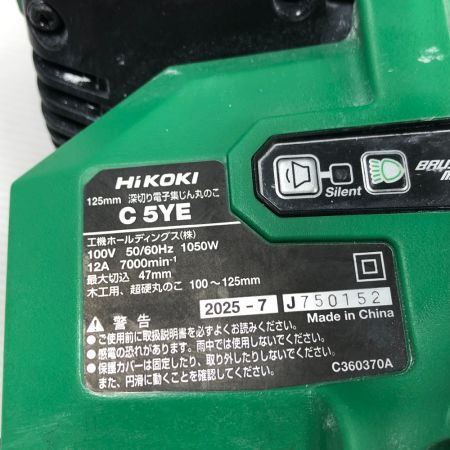 HiKOKI
125mm 深切り電子集じん丸のこ
C 5YE
工機ホールディングス(株)
100V 50/60Hz 1050W
12A 7000min-¹
最大切込 47mm
木工用、超硬丸のこ 100〜125mm
2025-7 J750152
Made in China
警告
●ご使用前に取扱説明書を必ずよくお読みください。
●感電の恐れがあります。雨中では使用しないでください。
●保護カバーは固定したり、取り外したりしないでください。
また、円滑に動くことを確認してください。
C360370A
Silent